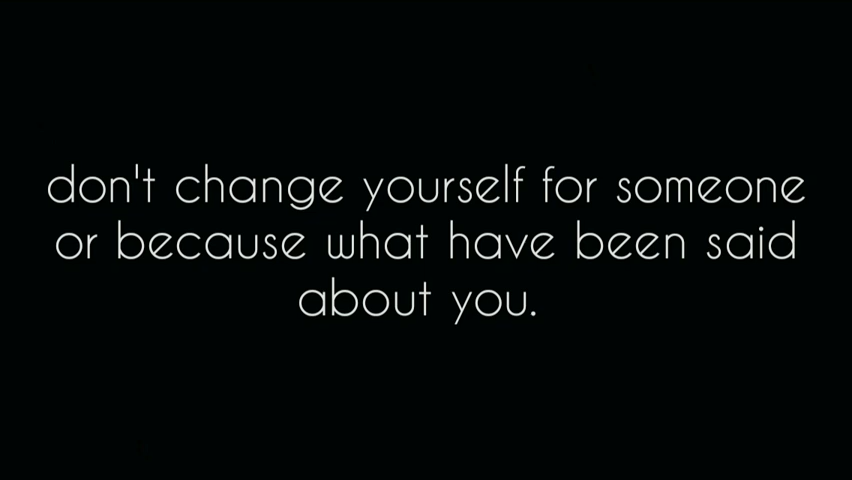 don't change yourself for someone
or because what have been said
about you.